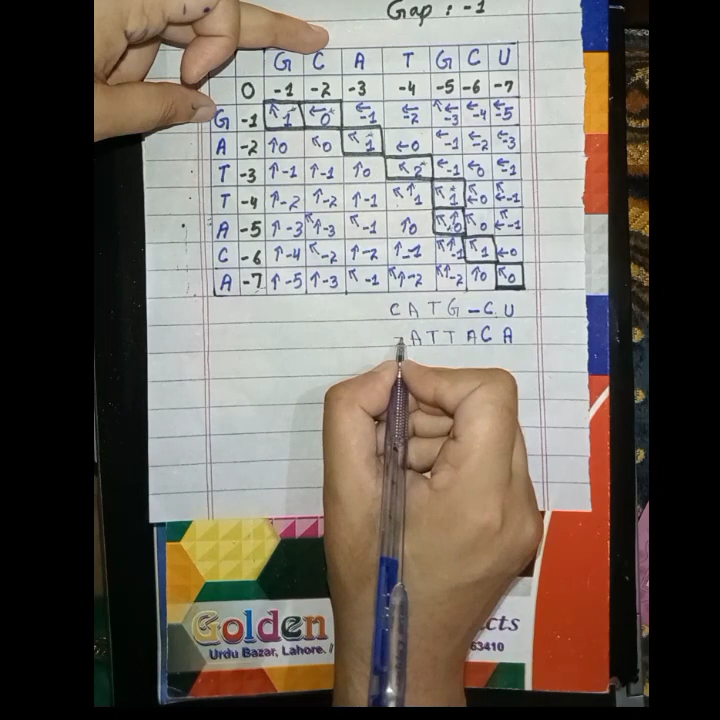 Gap : -1
G C A T G C U
0 -1 -2 -3 -4 -5 -6 -7
G -1 ↖1* ←0* ←-1 ←-2 ↖←-3 ←-4 ←-5
A -2 ↑0 ↖0 ↖1* ←0 ←-1 ←-2 ←-3
T -3 ↑-1 ↑-1 ↑0 ↖2* ←-1 ←0 ←-1
T -4 ↑-2 ↑-2 ↑-1 ↖↑1 ↖1* ↖←0 ↖←-1
A -5 ↑-3 ↖↑-3 ↖-1 ↑0 ↖↑0 ↖0 ↖←-1
C -6 ↑-4 ↖-2 ↑-2 ↑-1 ↖↑-1 ↖1 ←0
A -7 ↑-5 ↑-3 ↖-1 ↖↑-2 ↖↑-2 ↑0 ↖0
C A T G - C U
- A T T A C A
Golden cts
Urdu Bazar, Lahore. 63410